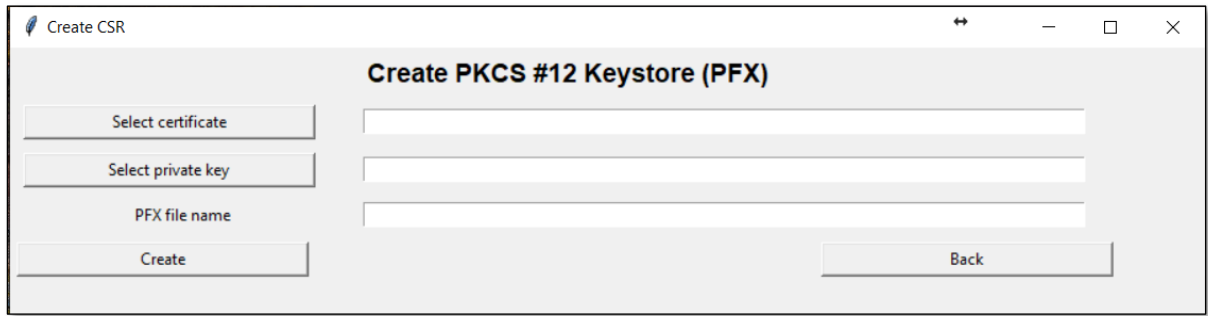 Create CSR
Create PKCS #12 Keystore (PFX)
Select certificate
Select private key
PFX file name
Create Back